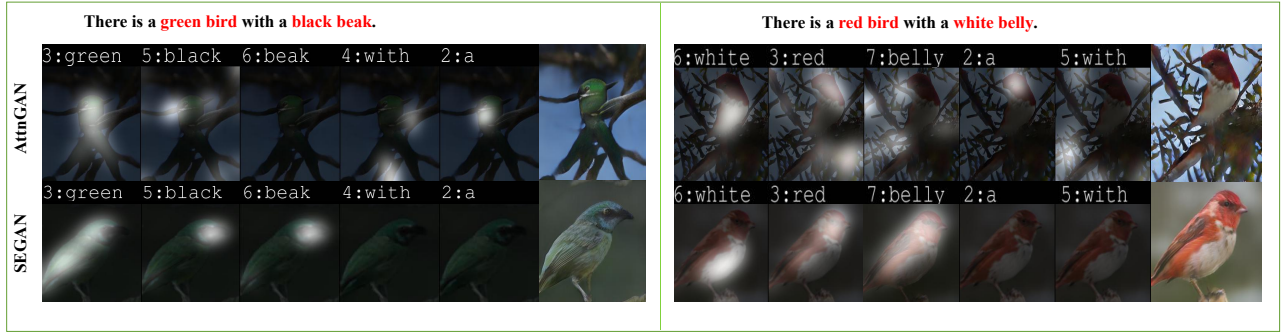 There is a green bird with a black beak.
There is a red bird with a white belly.
AttnGAN
3:green 5:black 6:beak 4:with 2:a
6:white 3:red 7:belly 2:a 5:with
SEGAN
3:green 5:black 6:beak 4:with 2:a
6:white 3:red 7:belly 2:a 5:with